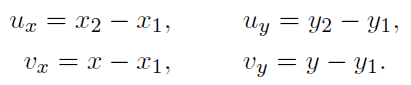 u_x = x_2 − x_1, u_y = y_2 − y_1,
v_x = x − x_1, v_y = y − y_1.